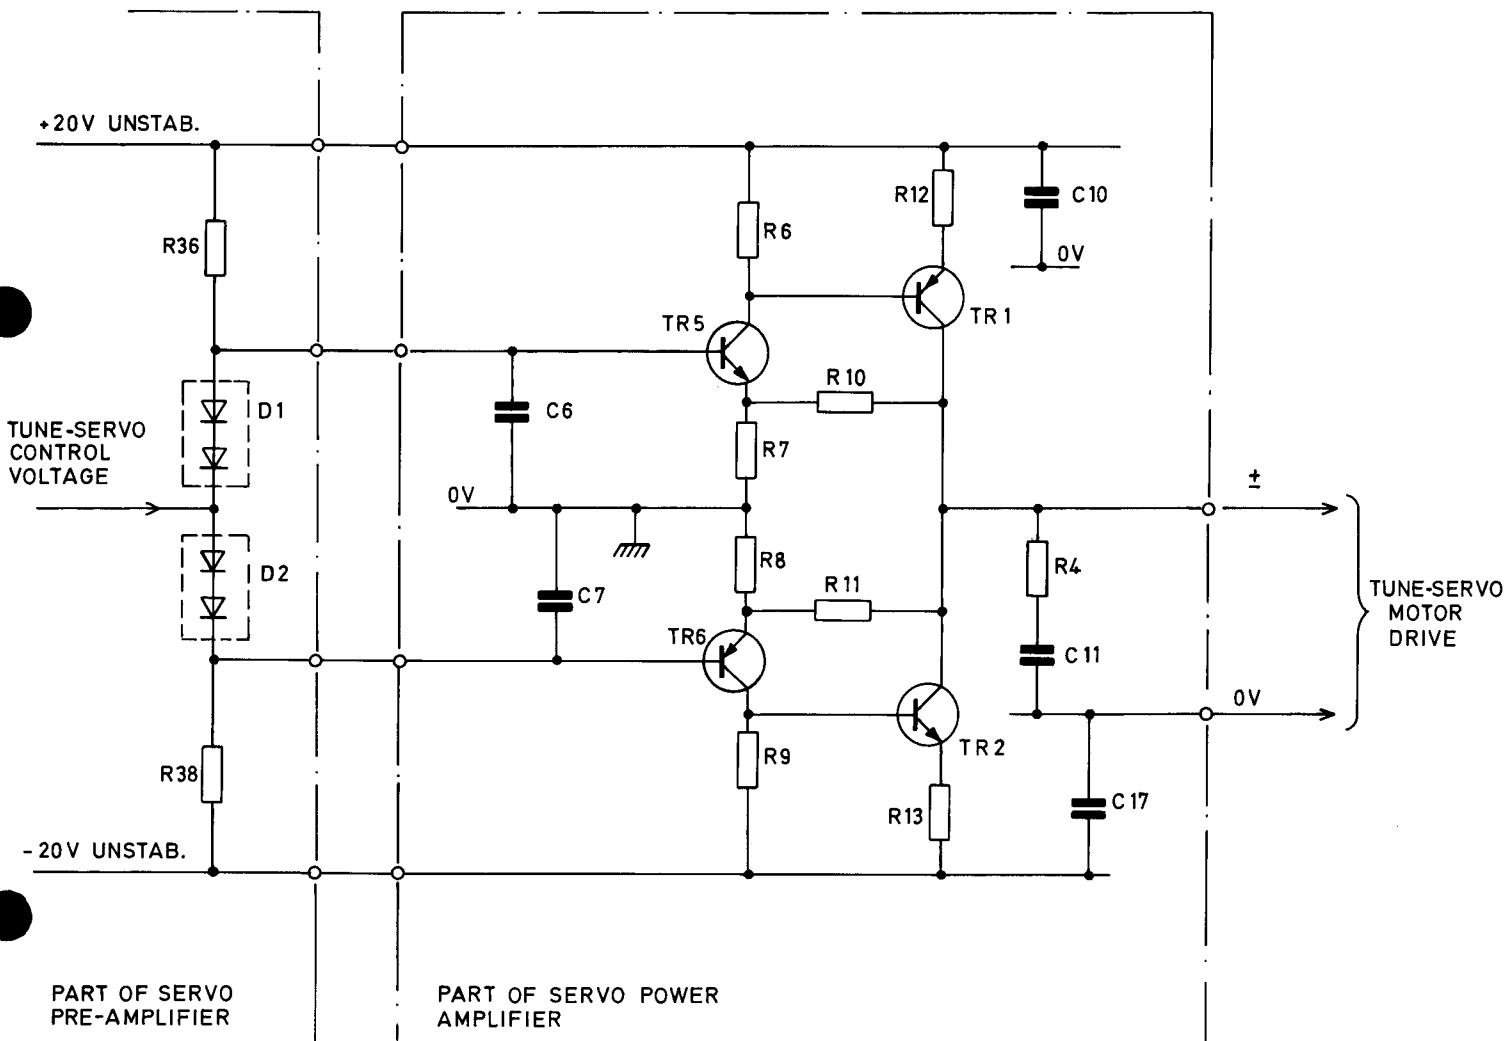 +20V UNSTAB.
R36
R6
R12
C10
0V
TR5
TR1
D1
C6
R10
R7
TUNE-SERVO
CONTROL
VOLTAGE
0V
±
D2
C7
R8
R11
R4
TR6
C11
TUNE-SERVO
MOTOR
DRIVE
0V
R38
R9
TR2
R13
C17
-20V UNSTAB.
PART OF SERVO
PRE-AMPLIFIER
PART OF SERVO POWER
AMPLIFIER